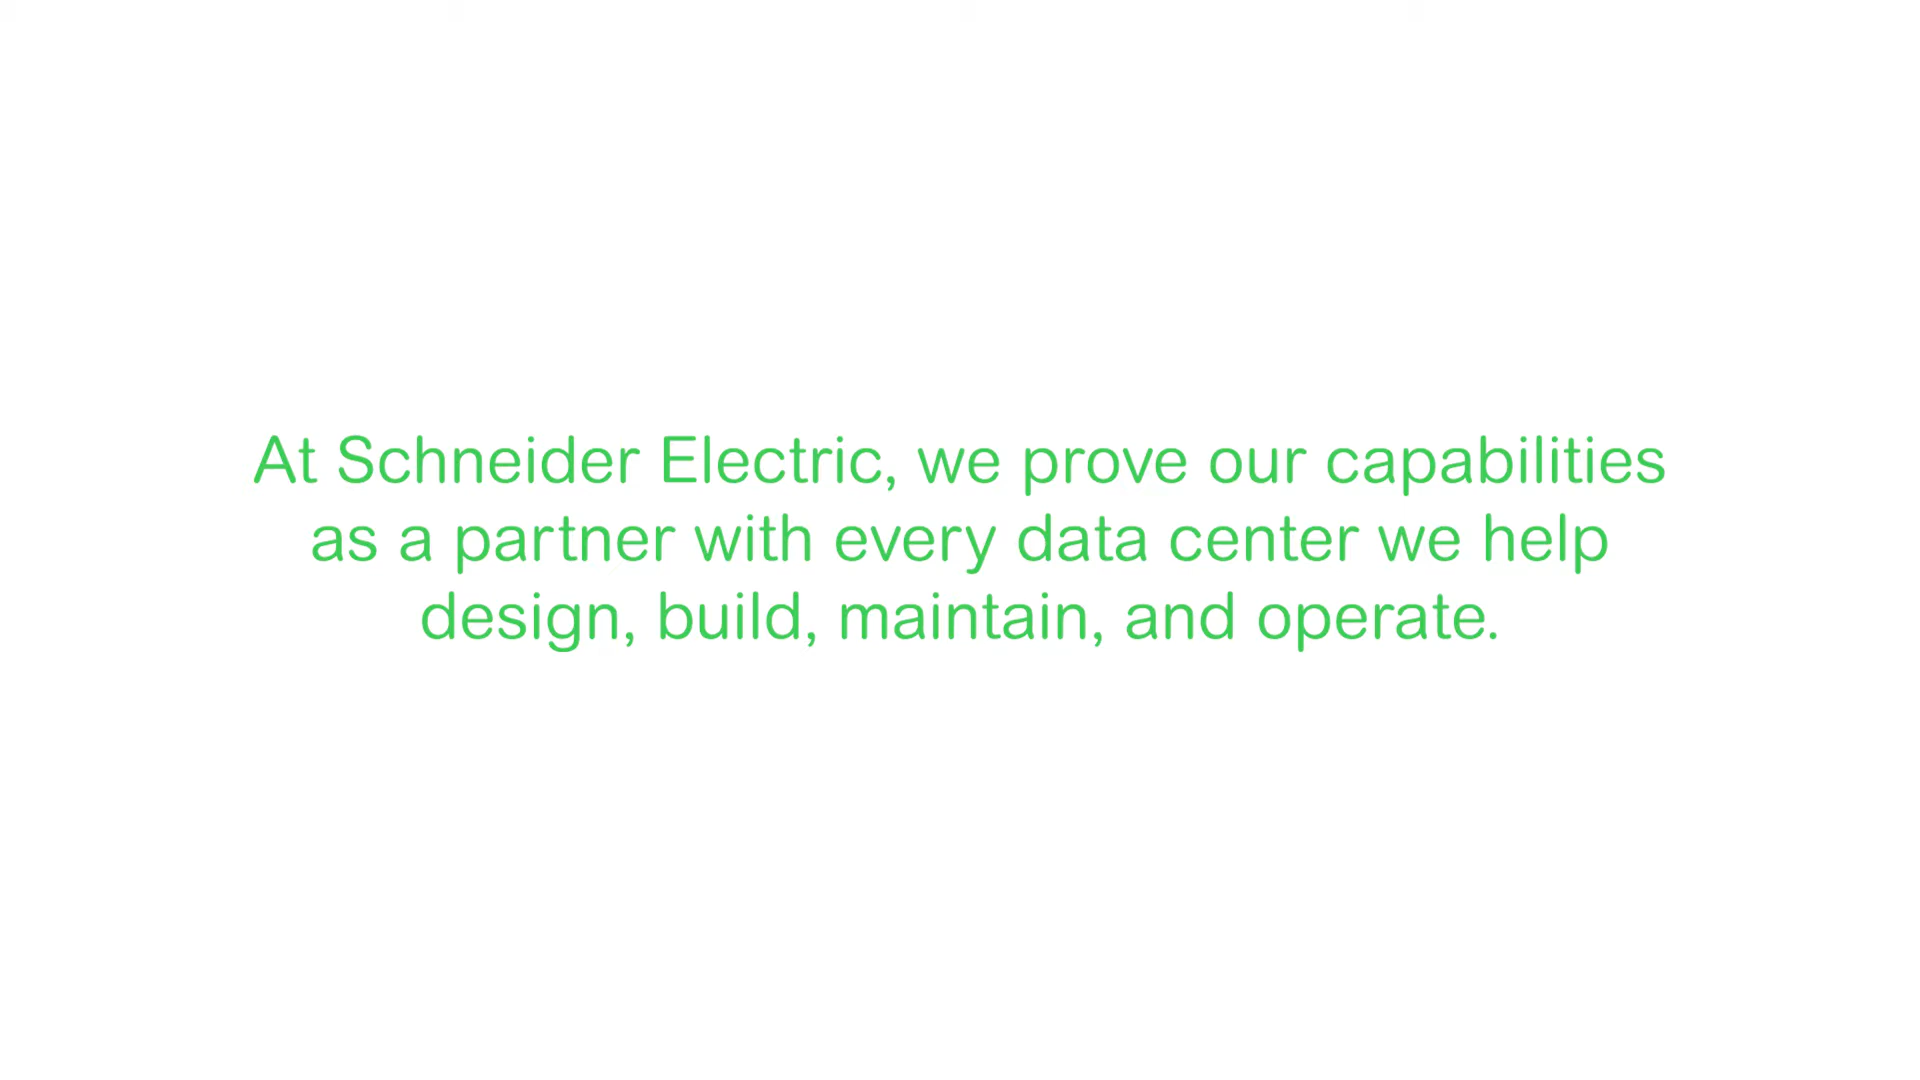 At Schneider Electric, we prove our capabilities
as a partner with every data center we help
design, build, maintain, and operate.